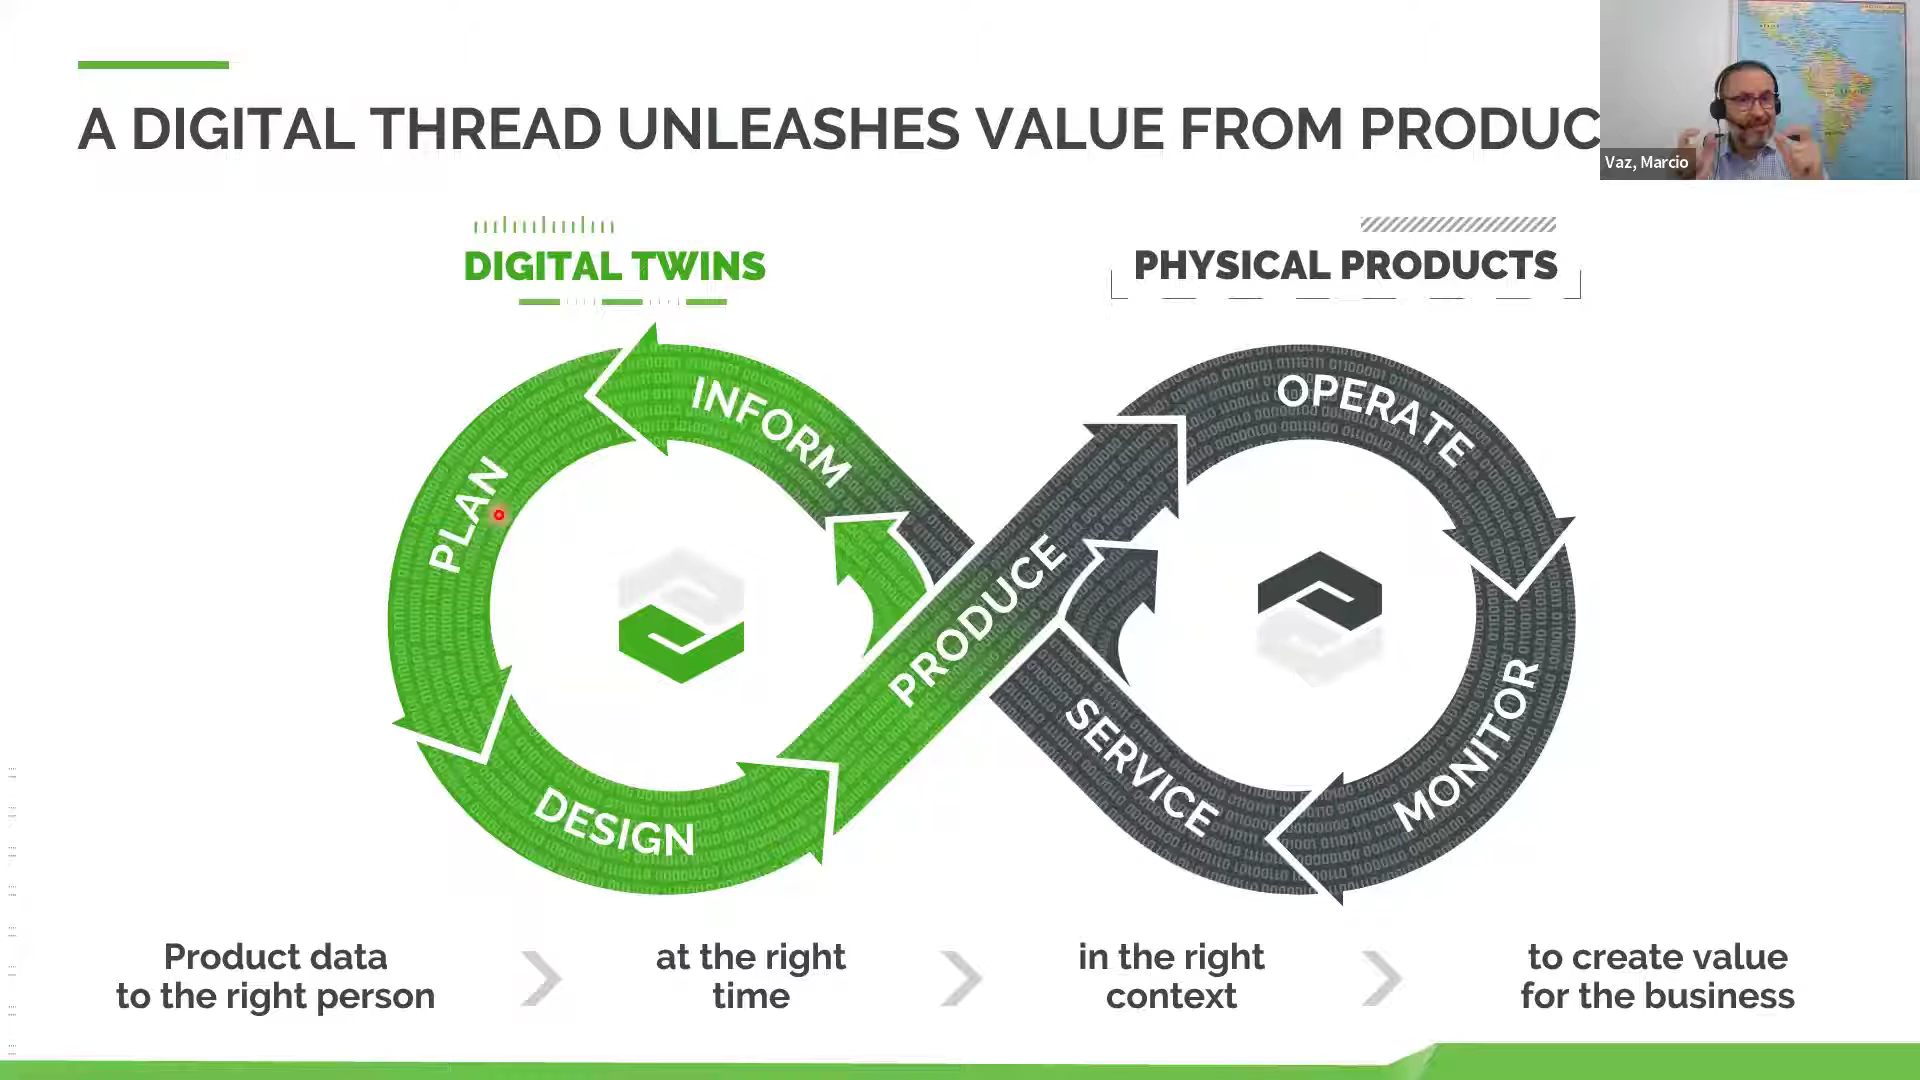 A DIGITAL THREAD UNLEASHES VALUE FROM PRODUC
Vaz, Marcio
DIGITAL TWINS
PHYSICAL PRODUCTS
INFORM
PLAN
DESIGN
PRODUCE
OPERATE
MONITOR
SERVICE
Product data
to the right person
at the right
time
in the right
context
to create value
for the business